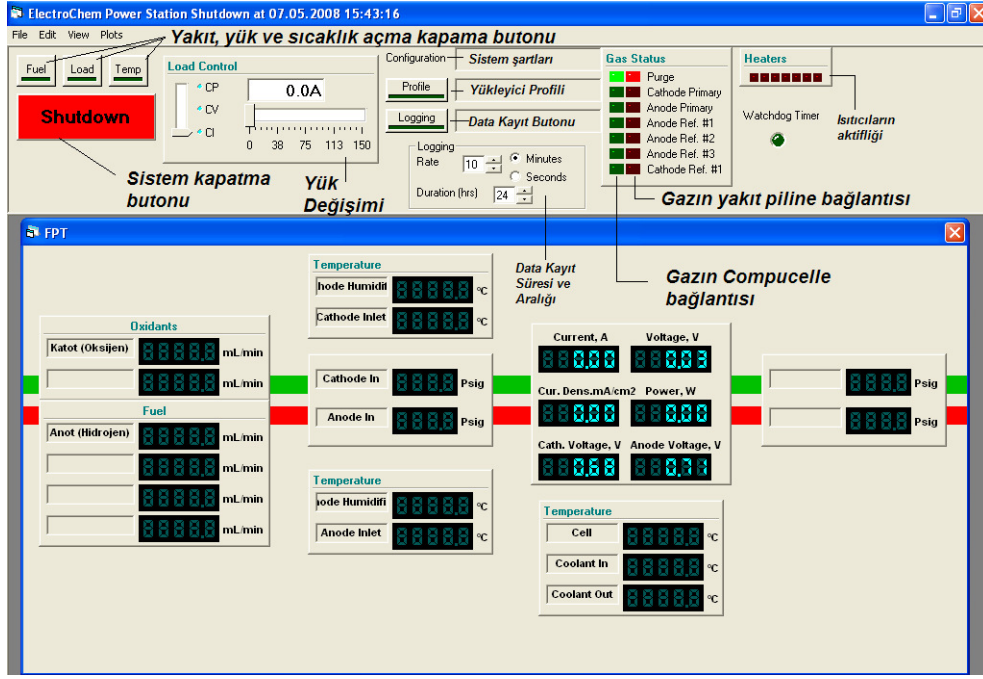 ElectroChem Power Station Shutdown at 07.05.2008 15:43:16
File Edit View Plots
Yakıt, yük ve sıcaklık açma kapama butonu
Fuel Load Temp
Shutdown
Sistem kapatma
butonu
Load Control
CP
CV
CI
0.0A
0 38 75 113 150
Yük
Değişimi
Configuration
Sistem şartları
Profile
Yükleyici Profili
Logging
Data Kayıt Butonu
Logging
Rate 10 Minutes
Seconds
Duration (hrs) 24
Data Kayıt
Süresi ve
Aralığı
Gas Status
Purge
Cathode Primary
Anode Primary
Anode Ref. #1
Anode Ref. #2
Anode Ref. #3
Cathode Ref. #1
Gazın yakıt piline bağlantısı
Gazın Compucelle
bağlantısı
Heaters
Watchdog Timer
Isıtıcıların
aktifliği
FPT
Oxidants
Katot (Oksijen) mL/min
mL/min
Fuel
Anot (Hidrojen) mL/min
mL/min
mL/min
mL/min
Temperature
hode Humidif °C
Cathode Inlet °C
Cathode In Psig
Anode In Psig
Temperature
iode Humidifi °C
Anode Inlet °C
Current, A Voltage, V
0.00 0.03
Cur. Dens.mA/cm2 Power, W
0.00 0.00
Cath. Voltage, V Anode Voltage, V
0.68 0.71
Temperature
Cell °C
Coolant In °C
Coolant Out °C
Psig
Psig